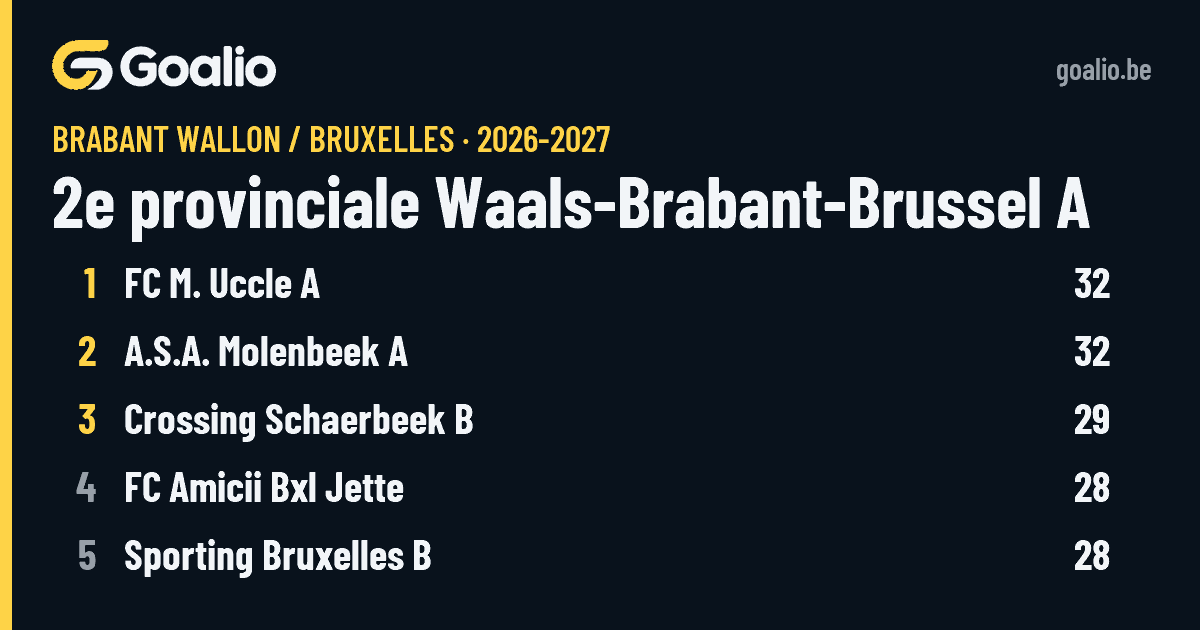 Goalio
goalio.be
BRABANT WALLON / BRUXELLES · 2026-2027
2e provinciale Waals-Brabant-Brussel A
1 FC M. Uccle A 32
2 A.S.A. Molenbeek A 32
3 Crossing Schaerbeek B 29
4 FC Amicii Bxl Jette 28
5 Sporting Bruxelles B 28